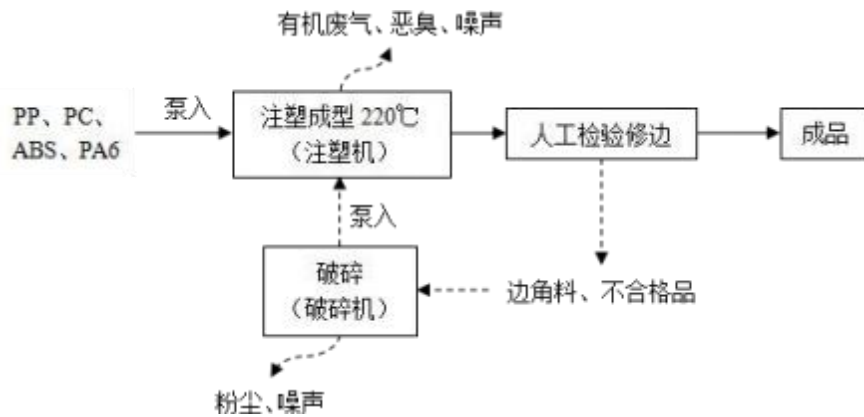 有机废气、恶臭、噪声
PP、PC、
ABS、PA6
泵入
注塑成型 220℃
（注塑机）
人工检验修边
成品
泵入
破碎
（破碎机）
边角料、不合格品
粉尘、噪声